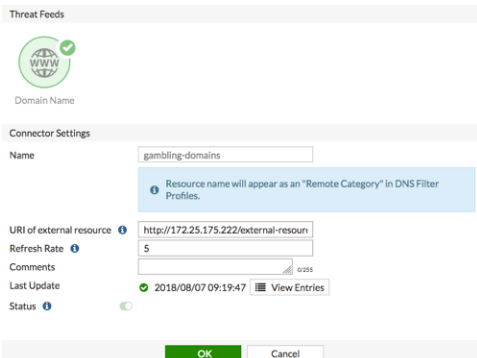 Threat Feeds
WWW
Domain Name
Connector Settings
Name gambling-domains
Resource name will appear as an "Remote Category" in DNS Filter
Profiles.
URI of external resource http://172.25.175.222/external-resour
Refresh Rate 5
Comments 0/255
Last Update 2018/08/07 09:19:47 View Entries
Status
OK Cancel